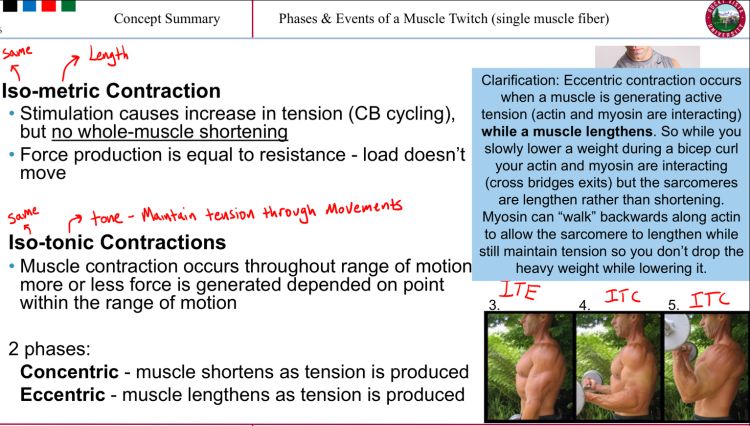 Concept Summary
Phases & Events of a Muscle Twitch (single muscle fiber)
same
Length
Iso-metric Contraction
• Stimulation causes increase in tension (CB cycling),
but no whole-muscle shortening
• Force production is equal to resistance - load doesn't
move
same
tone - Maintain tension through Movements
Iso-tonic Contractions
• Muscle contraction occurs throughout range of motion
more or less force is generated depended on point
within the range of motion
2 phases:
Concentric - muscle shortens as tension is produced
Eccentric - muscle lengthens as tension is produced
Clarification: Eccentric contraction occurs
when a muscle is generating active
tension (actin and myosin are interacting)
while a muscle lengthens. So while you
slowly lower a weight during a bicep curl
your actin and myosin are interacting
(cross bridges exits) but the sarcomeres
are lengthen rather than shortening.
Myosin can "walk" backwards along actin
to allow the sarcomere to lengthen while
still maintain tension so you don't drop the
heavy weight while lowering it.
3. ITE
4. ITC
5. ITC